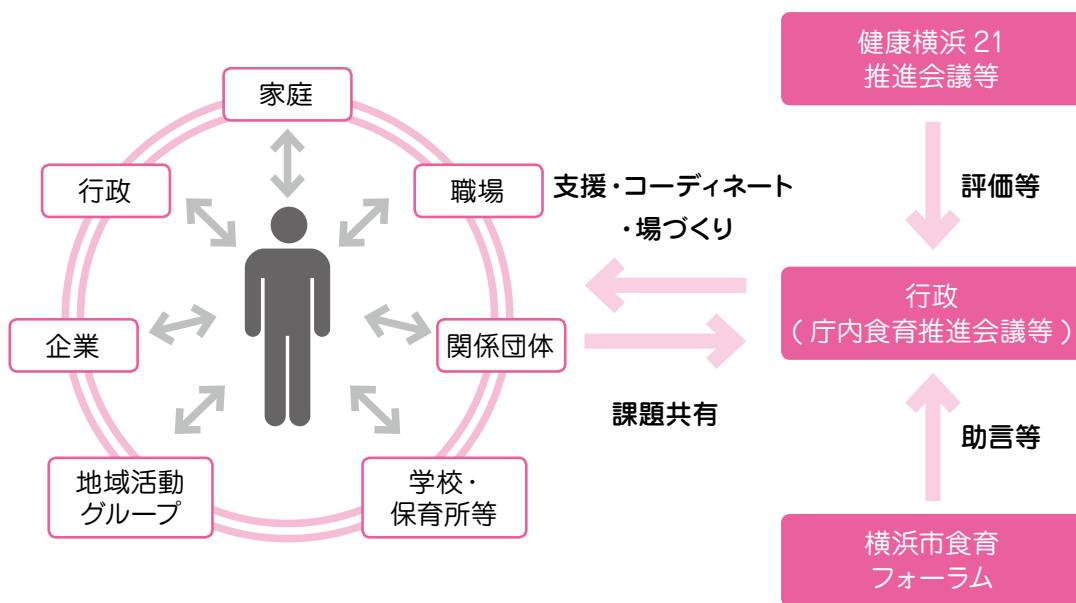 家庭
行政
職場
企業
関係団体
地域活動
グループ
学校・
保育所等
支援・コーディネート
・場づくり
課題共有
健康横浜 21
推進会議等
評価等
行政
( 庁内食育推進会議等 )
助言等
横浜市食育
フォーラム